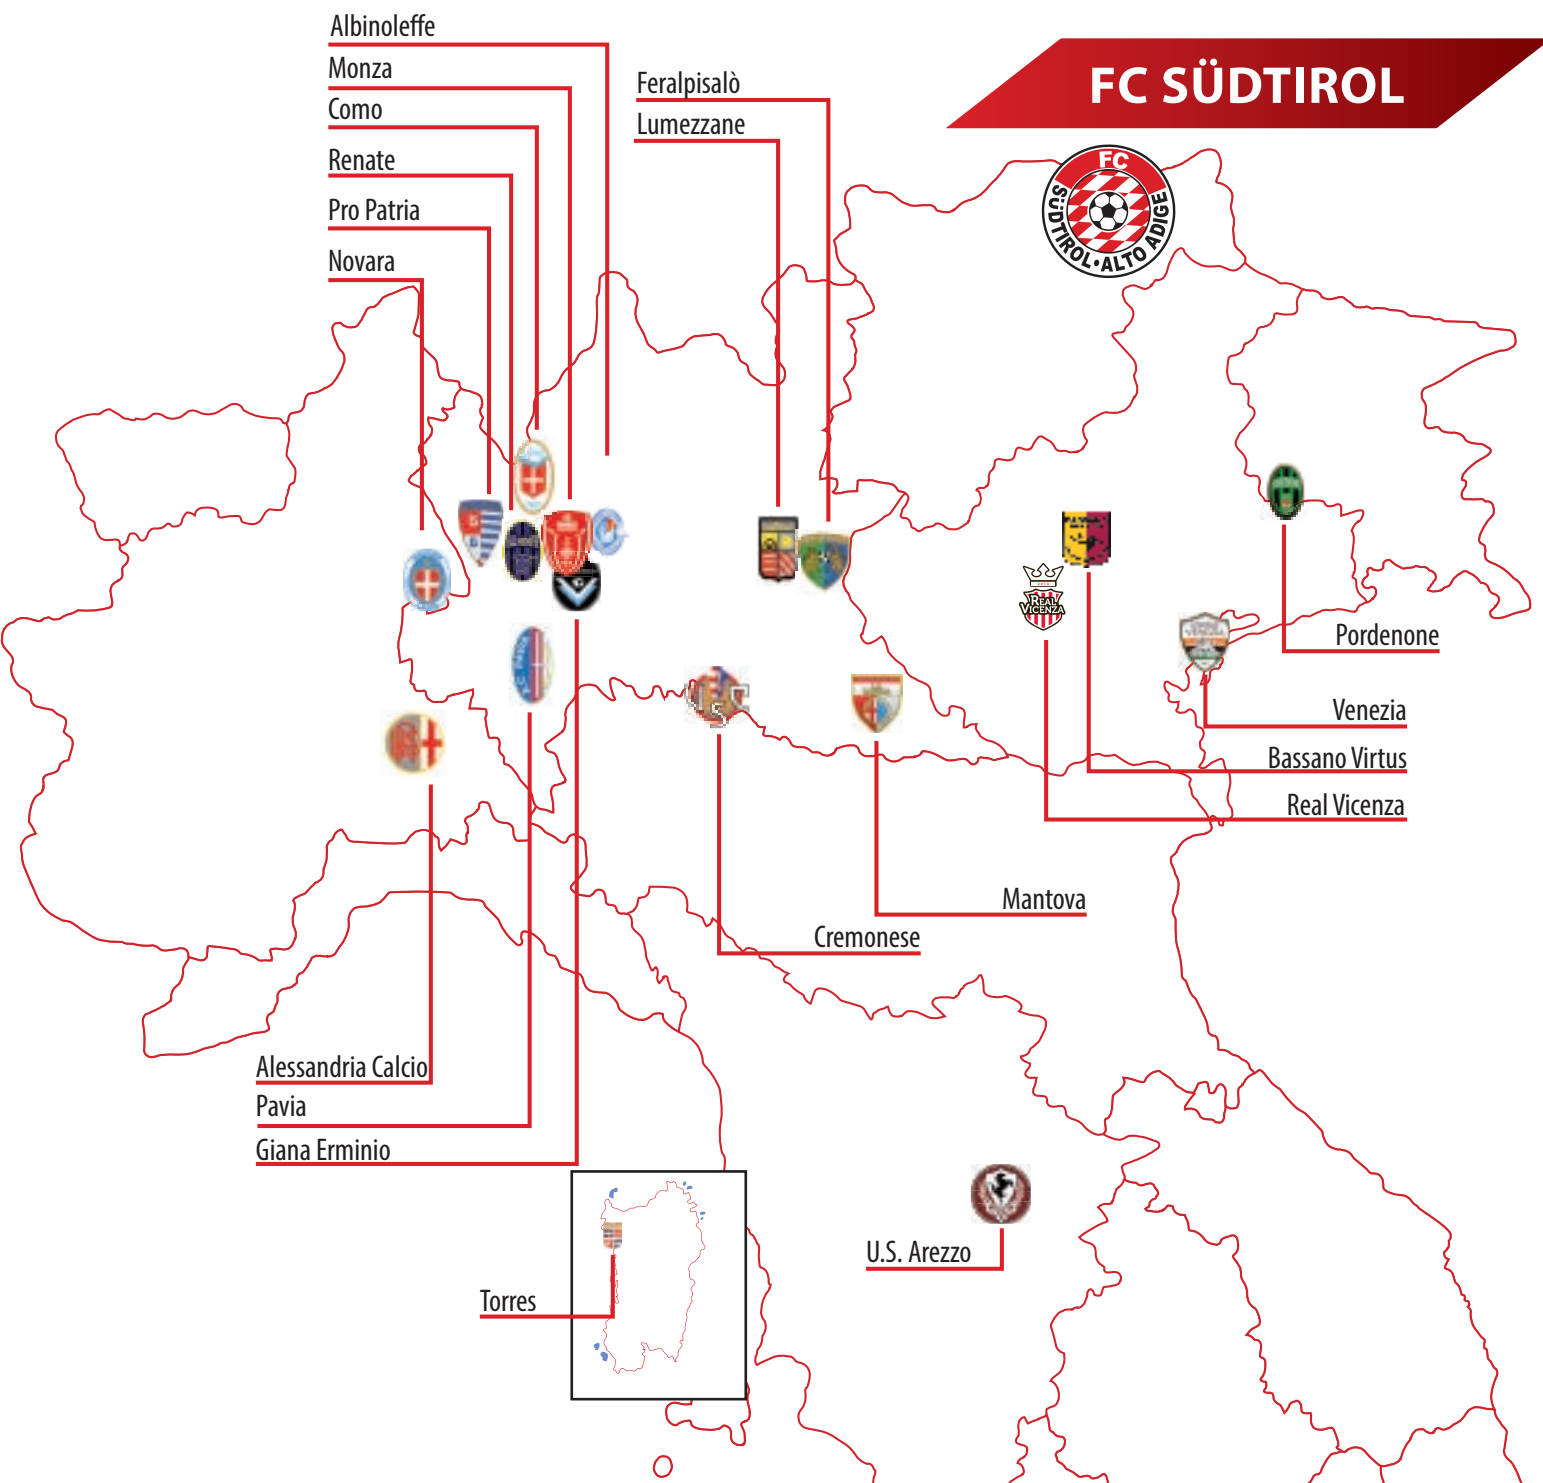 Albinoleffe
Monza
Como
Renate
Pro Patria
Novara
Feralpisalò
Lumezzane
FC SÜDTIROL
FC
SÜDTIROL•ALTO ADIGE
REAL
VICENZA
Pordenone
Venezia
Bassano Virtus
Real Vicenza
Mantova
Cremonese
Alessandria Calcio
Pavia
Giana Erminio
U.S. Arezzo
Torres